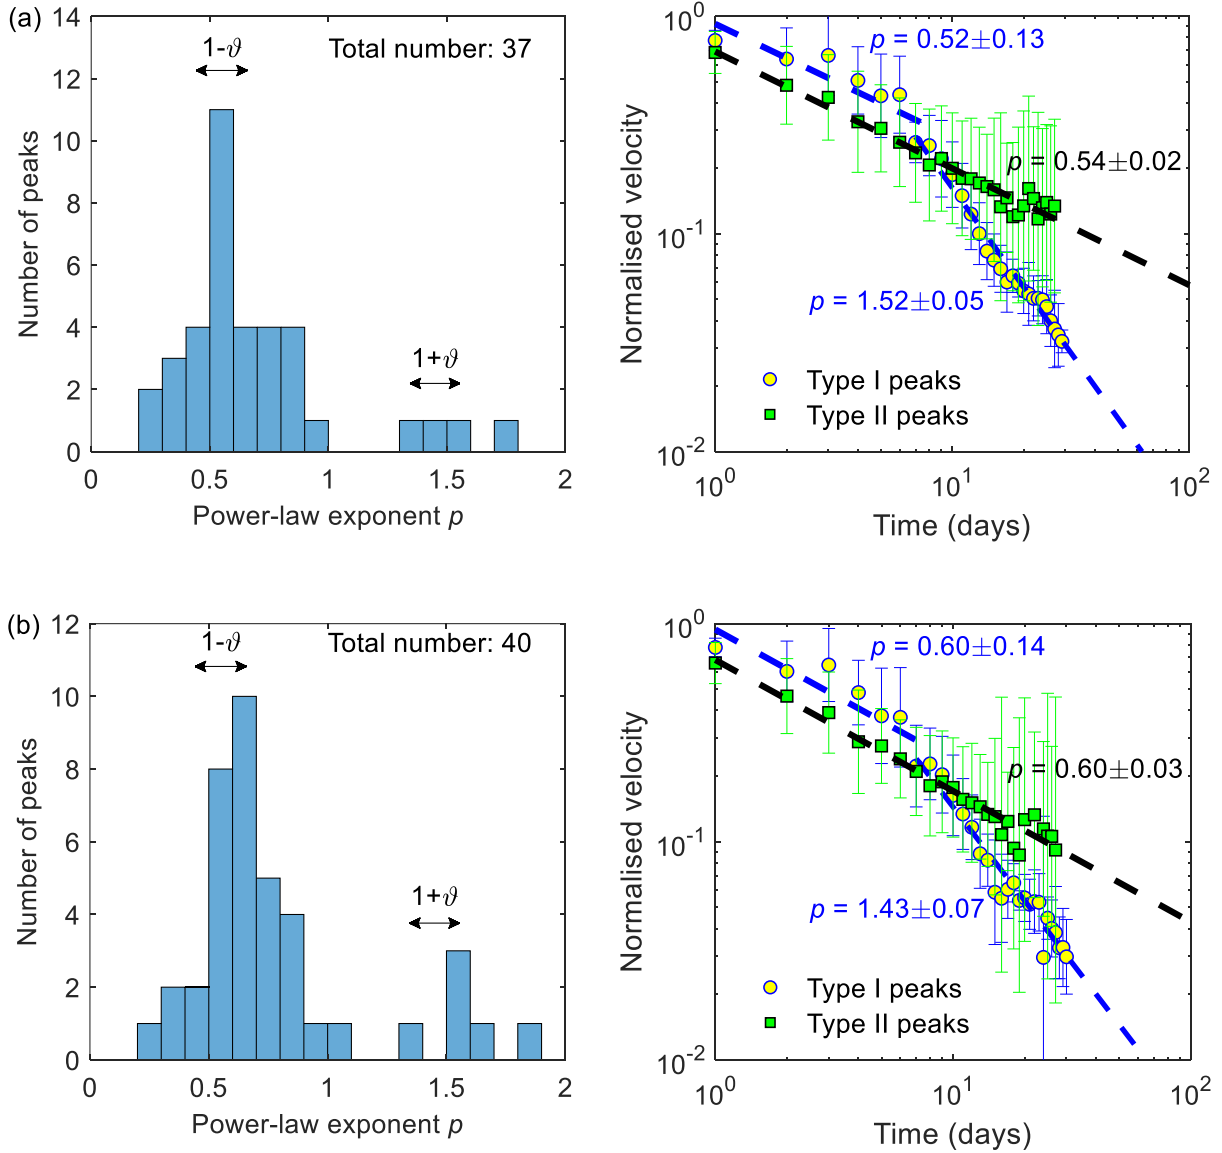 (a)
14
12
10
8
6
4
2
0
Number of peaks
1-ϑ
Total number: 37
1+ϑ
0 0.5 1 1.5 2
Power-law exponent p
10^0
10^-1
10^-2
Normalised velocity
p = 0.52±0.13
p = 0.54±0.02
p = 1.52±0.05
Type I peaks
Type II peaks
10^0 10^1 10^2
Time (days)
(b)
12
10
8
6
4
2
0
Number of peaks
1-ϑ
Total number: 40
1+ϑ
0 0.5 1 1.5 2
Power-law exponent p
10^0
10^-1
10^-2
Normalised velocity
p = 0.60±0.14
p = 0.60±0.03
p = 1.43±0.07
Type I peaks
Type II peaks
10^0 10^1 10^2
Time (days)